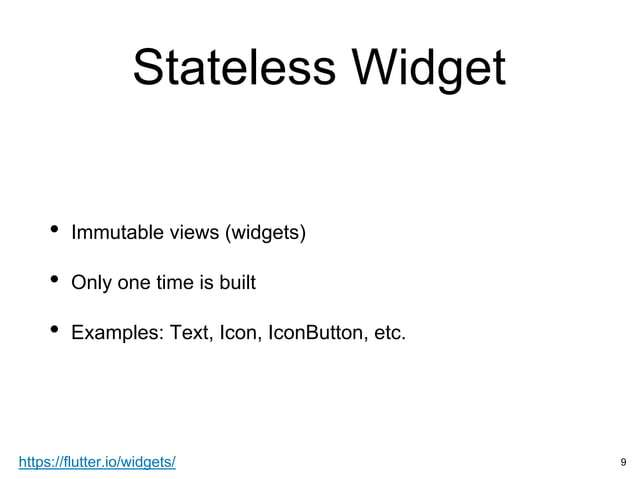 Stateless Widget
• Immutable views (widgets)
• Only one time is built
• Examples: Text, Icon, IconButton, etc.
https://flutter.io/widgets/
9